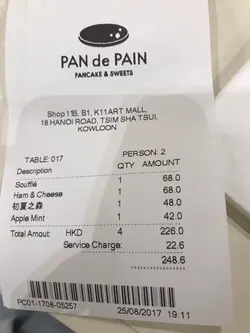 PAN de PAIN
PANCAKE & SWEETS
Shop11B, B1, K11ART MALL,
18 HANOI ROAD, TSIM SHA TSUI,
KOWLOON
TABLE: 017 PERSON: 2
Description QTY AMOUNT
Soufflé 1 68.0
Ham & Cheese 1 68.0
初夏之森 1 48.0
Apple Mint 1 42.0
Total Amout: HKD 4 226.0
Service Charge: 22.6
248.6
PC01-1708-05257 25/08/2017 19:11